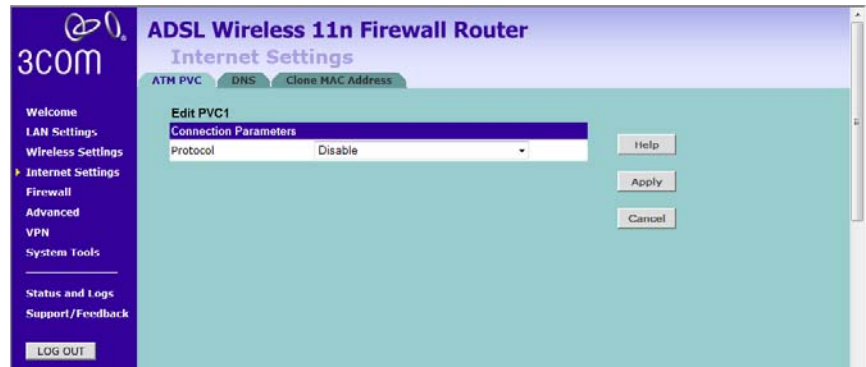 3COM
ADSL Wireless 11n Firewall Router
Internet Settings
ATM PVC DNS Clone MAC Address
Welcome
LAN Settings
Wireless Settings
Internet Settings
Firewall
Advanced
VPN
System Tools
Status and Logs
Support/Feedback
LOG OUT
Edit PVC1
Connection Parameters
Protocol Disable
Help
Apply
Cancel